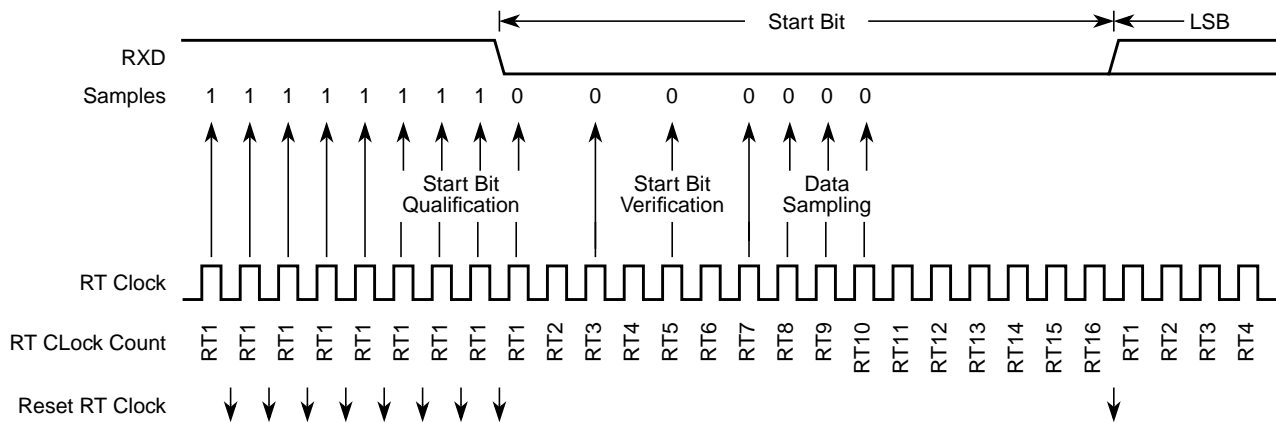 Start Bit LSB
RXD
Samples 1 1 1 1 1 1 1 1 0 0 0 0 0 0 0
Start Bit Qualification
Start Bit Verification
Data Sampling
RT Clock
RT CLock Count RT1 RT1 RT1 RT1 RT1 RT1 RT1 RT1 RT1 RT2 RT3 RT4 RT5 RT6 RT7 RT8 RT9 RT10 RT11 RT12 RT13 RT14 RT15 RT16 RT1 RT2 RT3 RT4
Reset RT Clock